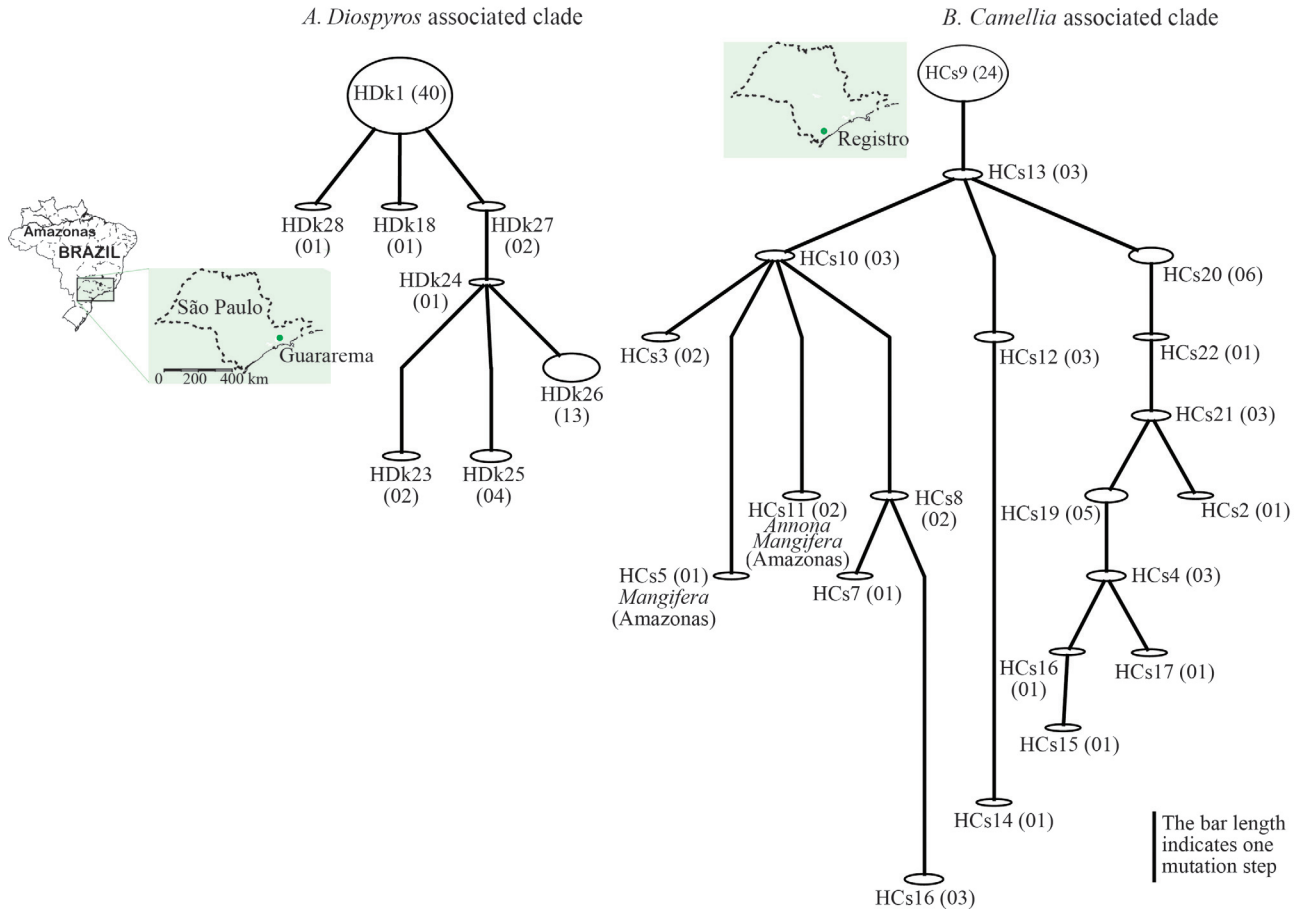 A. Diospyros associated clade
HDk1 (40)
HDk28
(01)
HDk18
(01)
HDk27
(02)
HDk24
(01)
HDk26
(13)
HDk23
(02)
HDk25
(04)
Amazonas
BRAZIL
São Paulo
Guararema
0 200 400 km
B. Camellia associated clade
HCs9 (24)
Registro
HCs13 (03)
HCs10 (03)
HCs20 (06)
HCs3 (02)
HCs12 (03)
HCs22 (01)
HCs21 (03)
HCs11 (02)
Annona
Mangifera
(Amazonas)
HCs8
(02)
HCs19 (05)
HCs2 (01)
HCs5 (01)
Mangifera
(Amazonas)
HCs7 (01)
HCs4 (03)
HCs16
(01)
HCs17 (01)
HCs15 (01)
HCs14 (01)
HCs16 (03)
The bar length
indicates one
mutation step